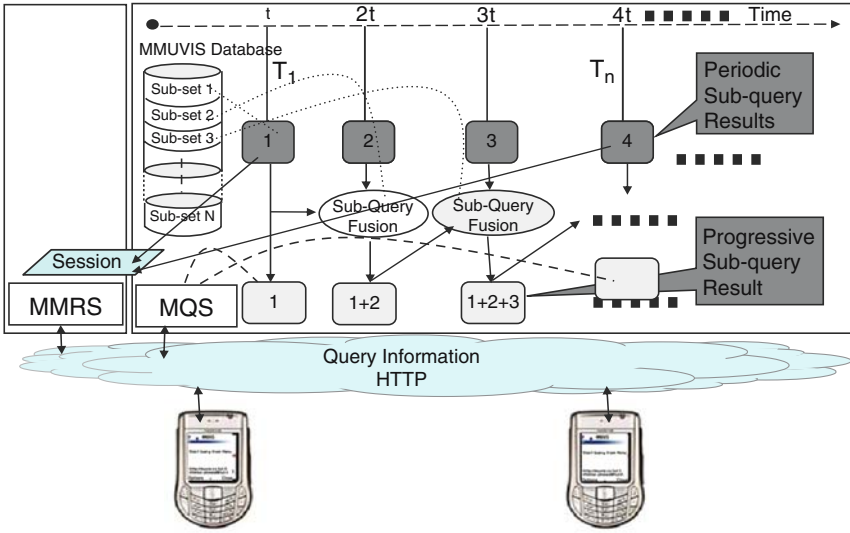 t
2t
3t
4t
Time
MMUVIS Database
T1
Tn
Periodic
Sub-query
Results
Sub-set 1
Sub-set 2
Sub-set 3
Sub-set N
1
2
3
4
Sub-Query
Fusion
Sub-Query
Fusion
Progressive
Sub-query
Result
Session
MMRS
MQS
1
1+2
1+2+3
Query Information
HTTP